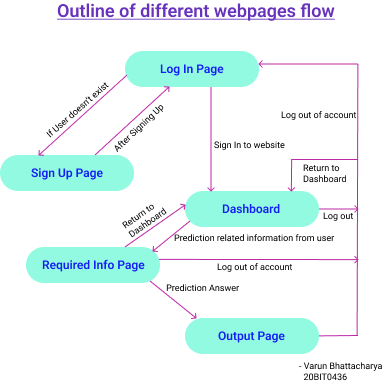 Outline of different webpages flow
Log In Page
If User doesn't exist
After Signing Up
Log out of account
Sign In to website
Sign Up Page
Return to
Dashboard
Return to
Dashboard
Dashboard
Log out
Prediction related information from user
Required Info Page
Log out of account
Prediction Answer
Output Page
- Varun Bhattacharya
20BIT0436